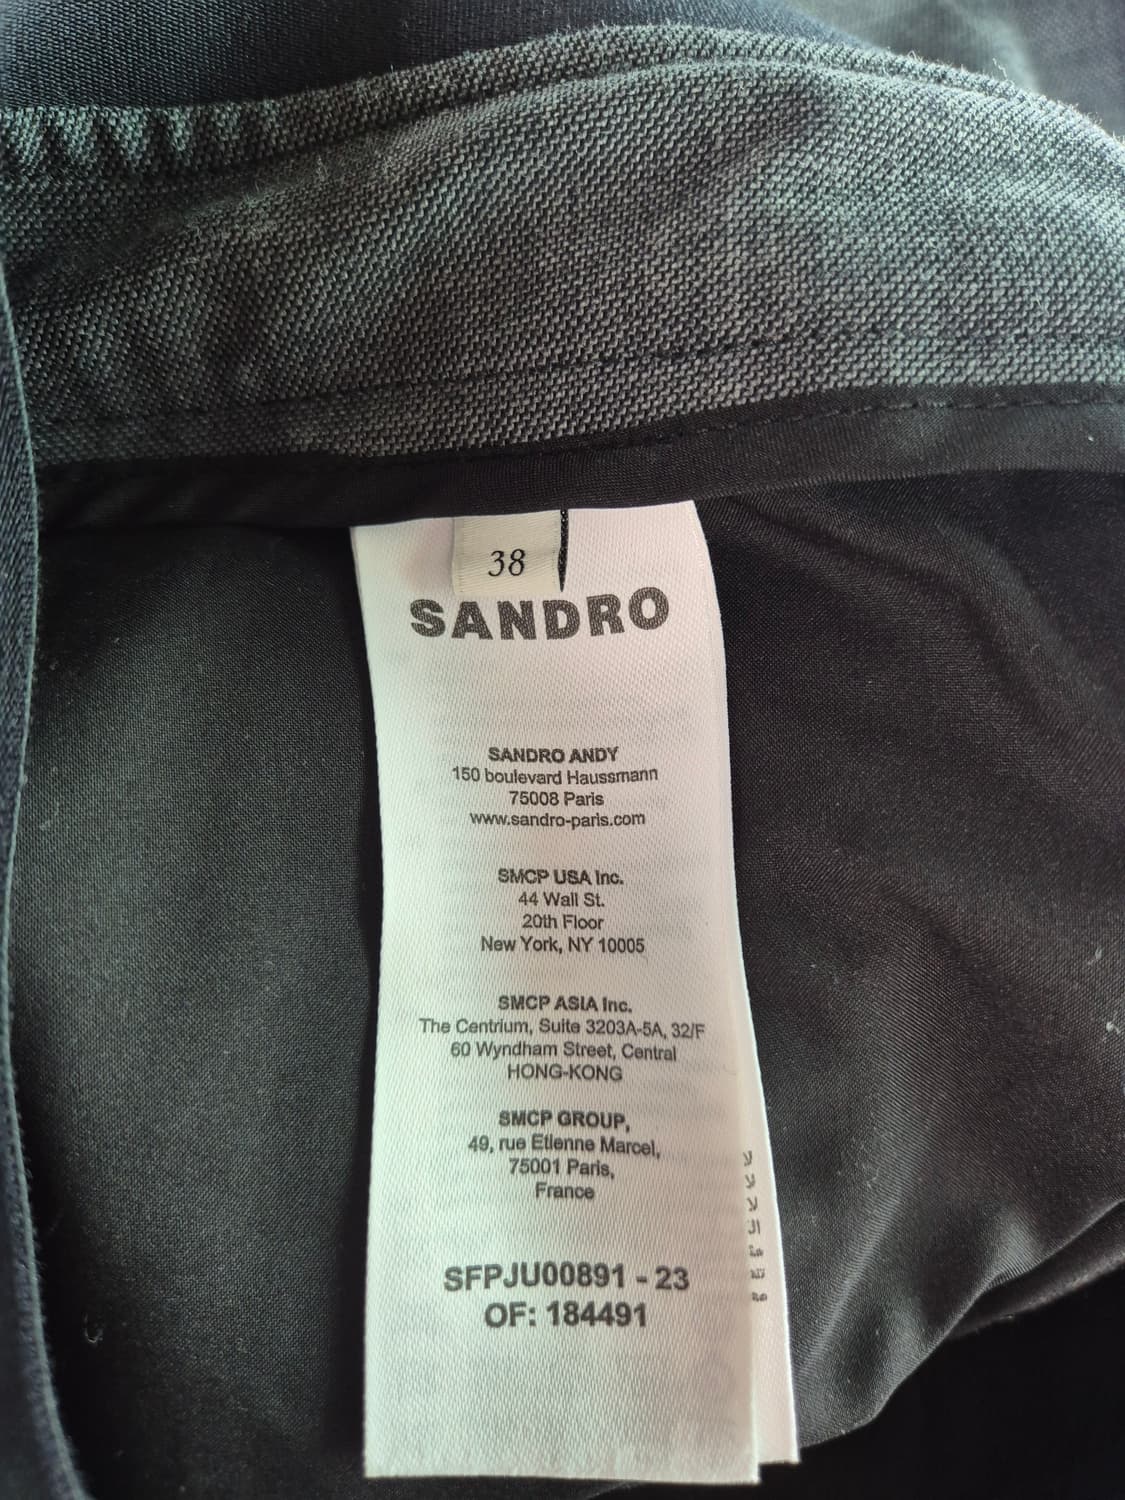 38
SANDRO
SANDRO ANDY
150 boulevard Haussmann
75008 Paris
www.sandro-paris.com
SMCP USA Inc.
44 Wall St.
20th Floor
New York, NY 10005
SMCP ASIA Inc.
The Centrium, Suite 3203A-5A, 32/F
60 Wyndham Street, Central
HONG-KONG
SMCP GROUP,
49, rue Etienne Marcel,
75001 Paris,
France
SFPJU00891 - 23
OF: 184491